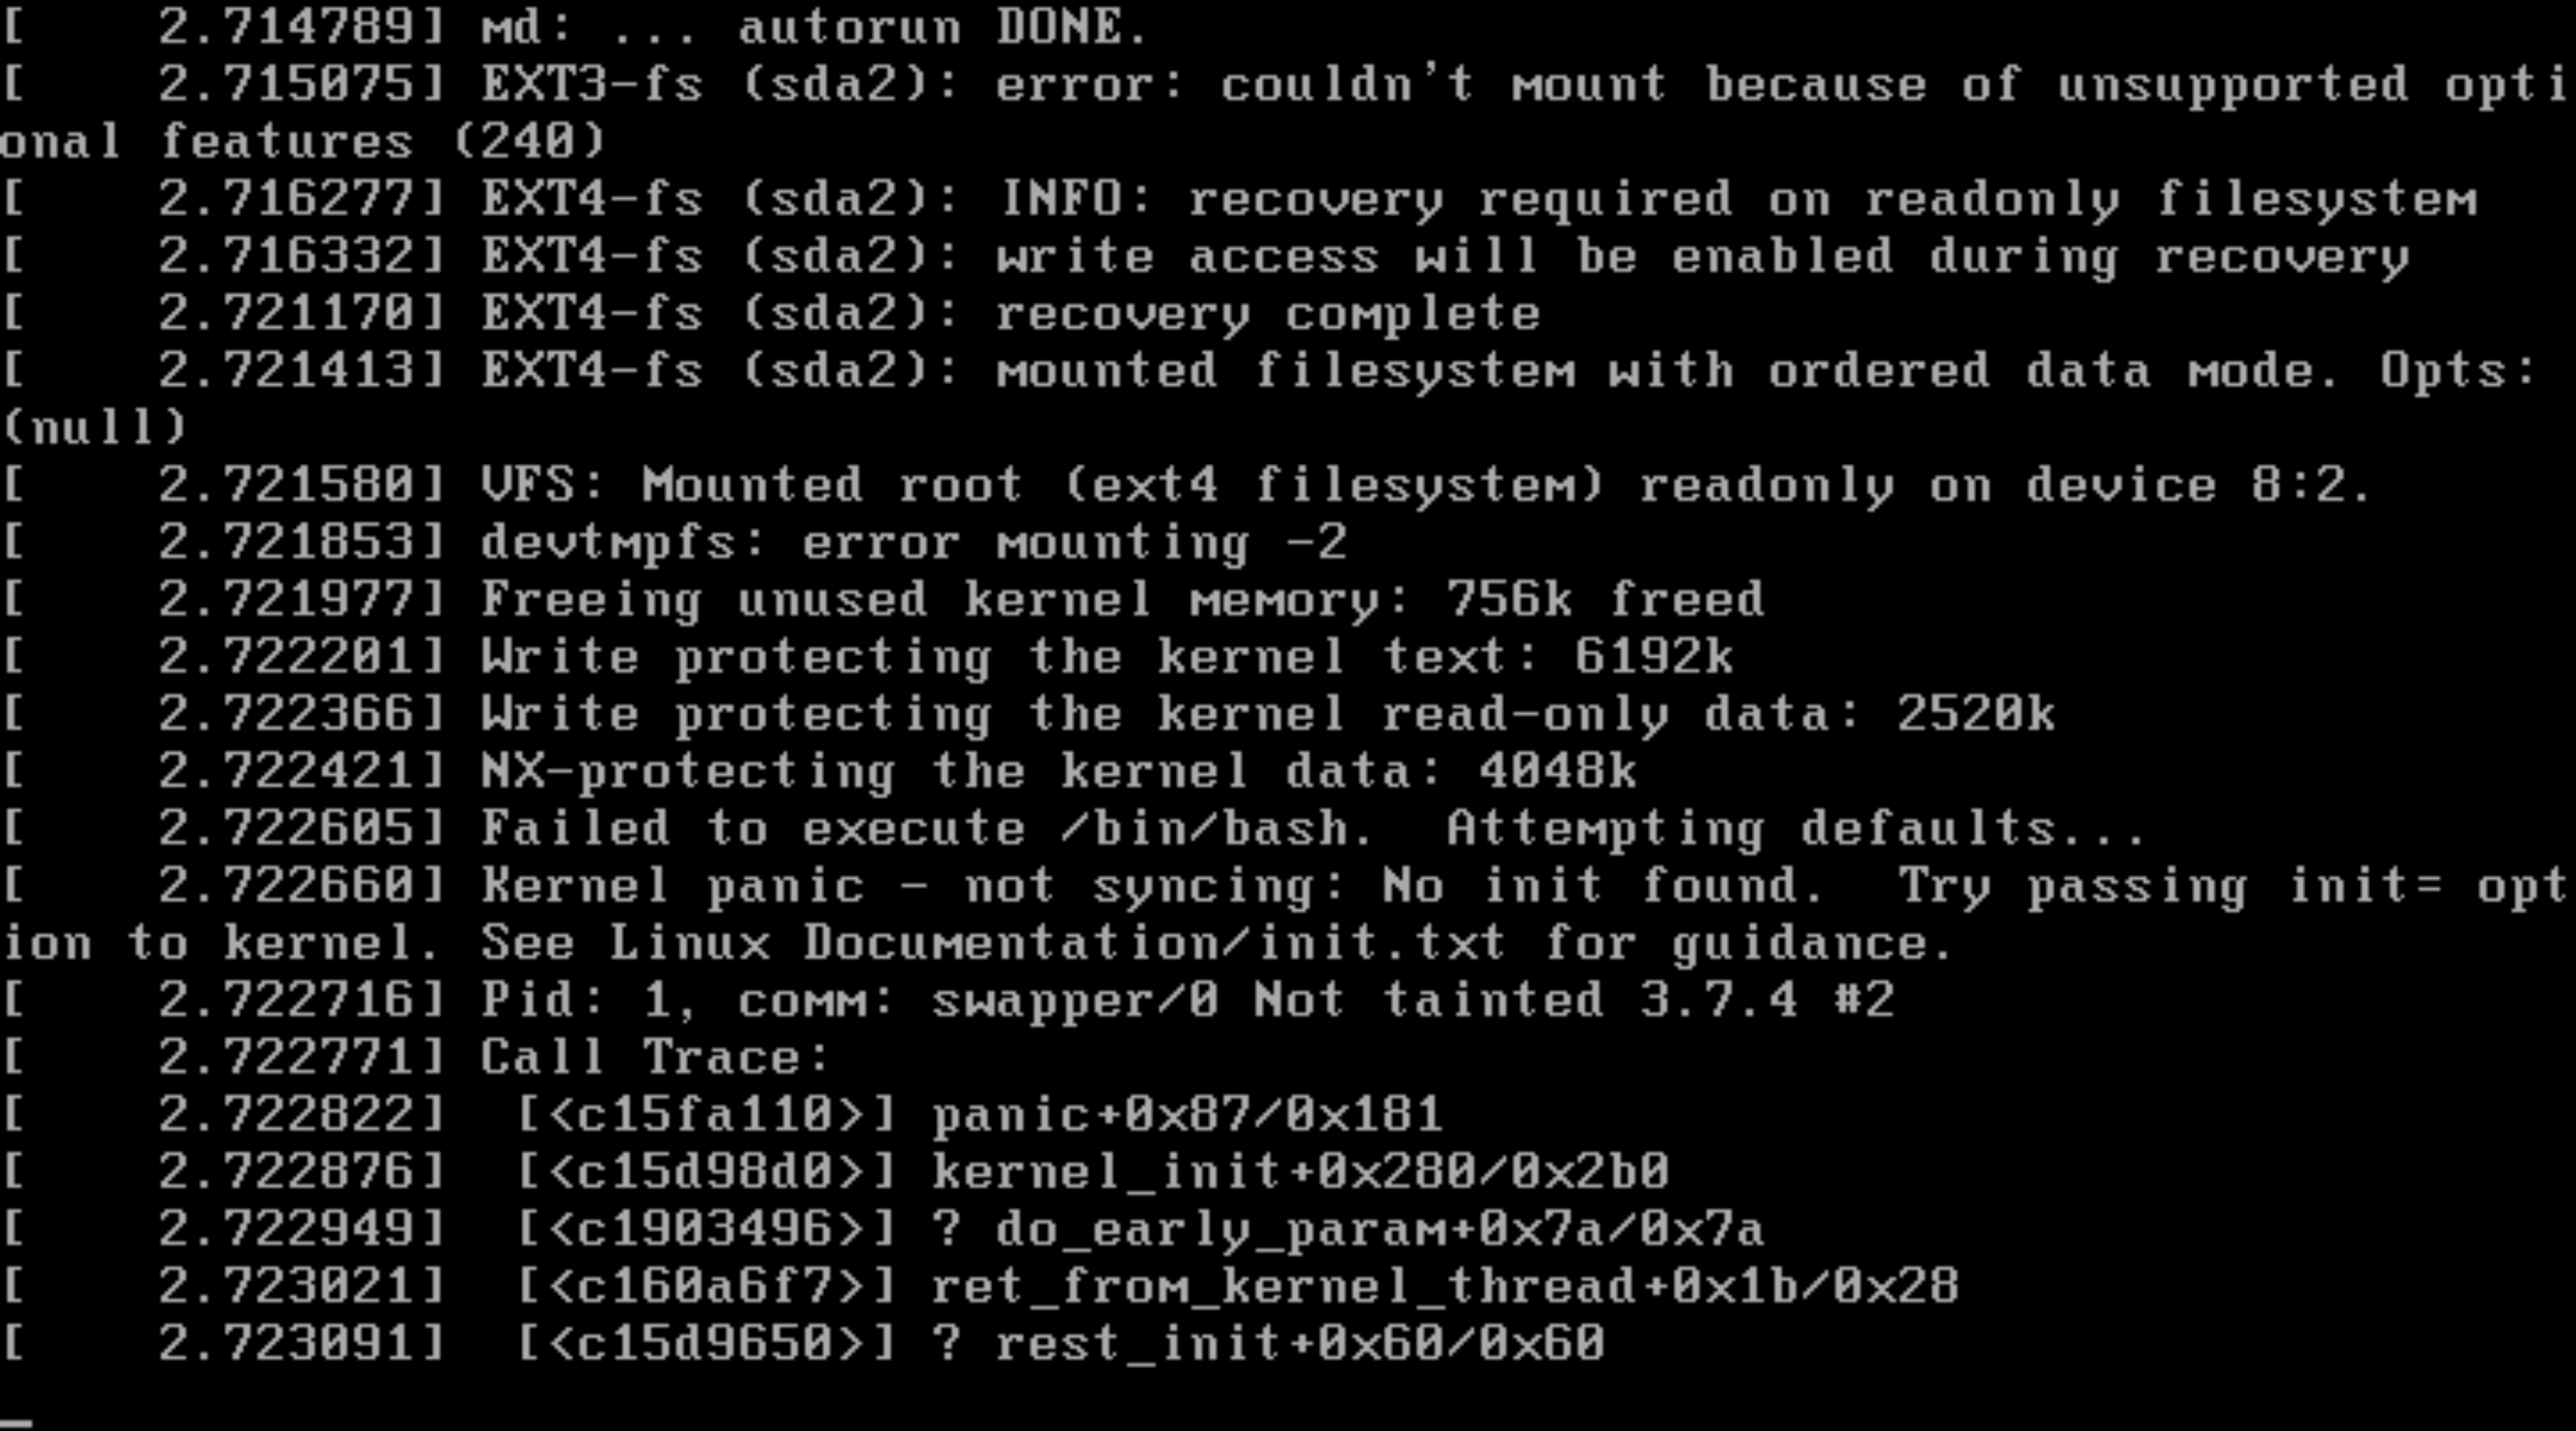 [    2.714789] md: ... autorun DONE.
[    2.715075] EXT3-fs (sda2): error: couldn't mount because of unsupported opti
onal features (240)
[    2.716277] EXT4-fs (sda2): INFO: recovery required on readonly filesystem
[    2.716332] EXT4-fs (sda2): write access will be enabled during recovery
[    2.721170] EXT4-fs (sda2): recovery complete
[    2.721413] EXT4-fs (sda2): mounted filesystem with ordered data mode. Opts:
(null)
[    2.721580] VFS: Mounted root (ext4 filesystem) readonly on device 8:2.
[    2.721853] devtmpfs: error mounting -2
[    2.721977] Freeing unused kernel memory: 756k freed
[    2.722201] Write protecting the kernel text: 6192k
[    2.722366] Write protecting the kernel read-only data: 2520k
[    2.722421] NX-protecting the kernel data: 4048k
[    2.722605] Failed to execute /bin/bash.  Attempting defaults...
[    2.722660] Kernel panic - not syncing: No init found.  Try passing init= opt
ion to kernel. See Linux Documentation/init.txt for guidance.
[    2.722716] Pid: 1, comm: swapper/0 Not tainted 3.7.4 #2
[    2.722771] Call Trace:
[    2.722822]  [<c15fa110>] panic+0x87/0x181
[    2.722876]  [<c15d98d0>] kernel_init+0x280/0x2b0
[    2.722949]  [<c1903496>] ? do_early_param+0x7a/0x7a
[    2.723021]  [<c160a6f7>] ret_from_kernel_thread+0x1b/0x28
[    2.723091]  [<c15d9650>] ? rest_init+0x60/0x60